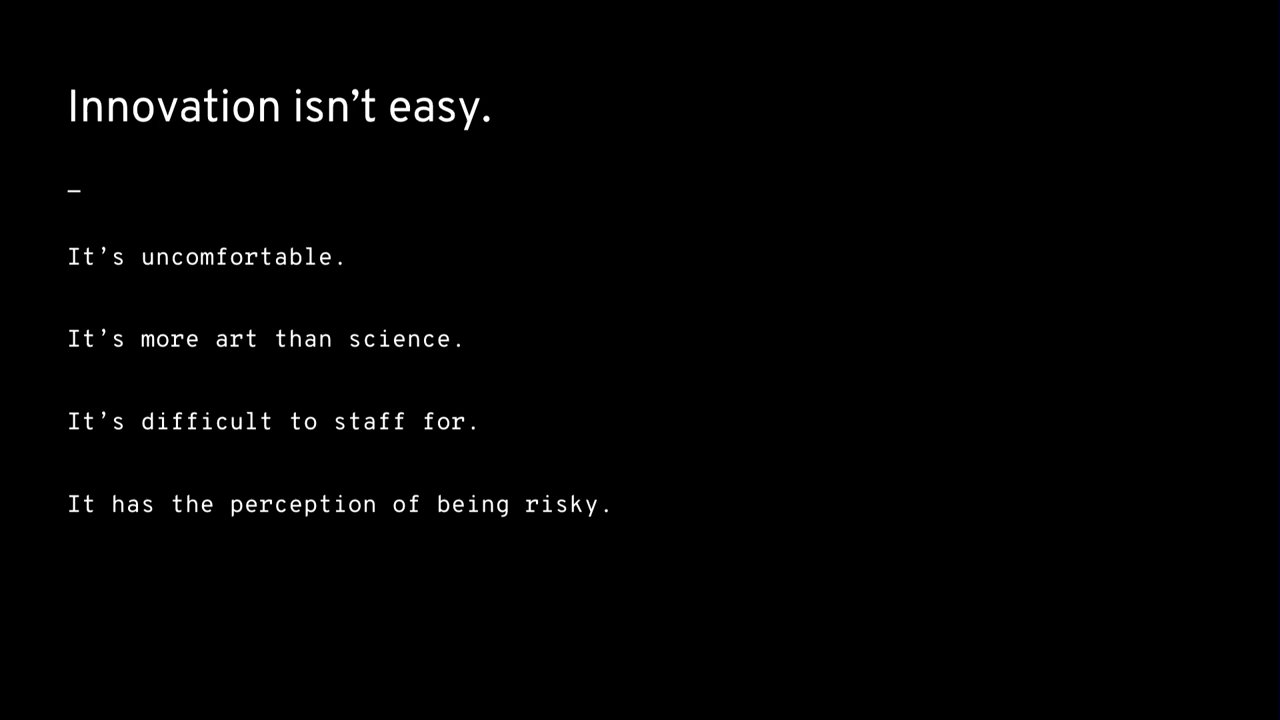 Innovation isn’t easy.
–
It’s uncomfortable.
It’s more art than science.
It’s difficult to staff for.
It has the perception of being risky.